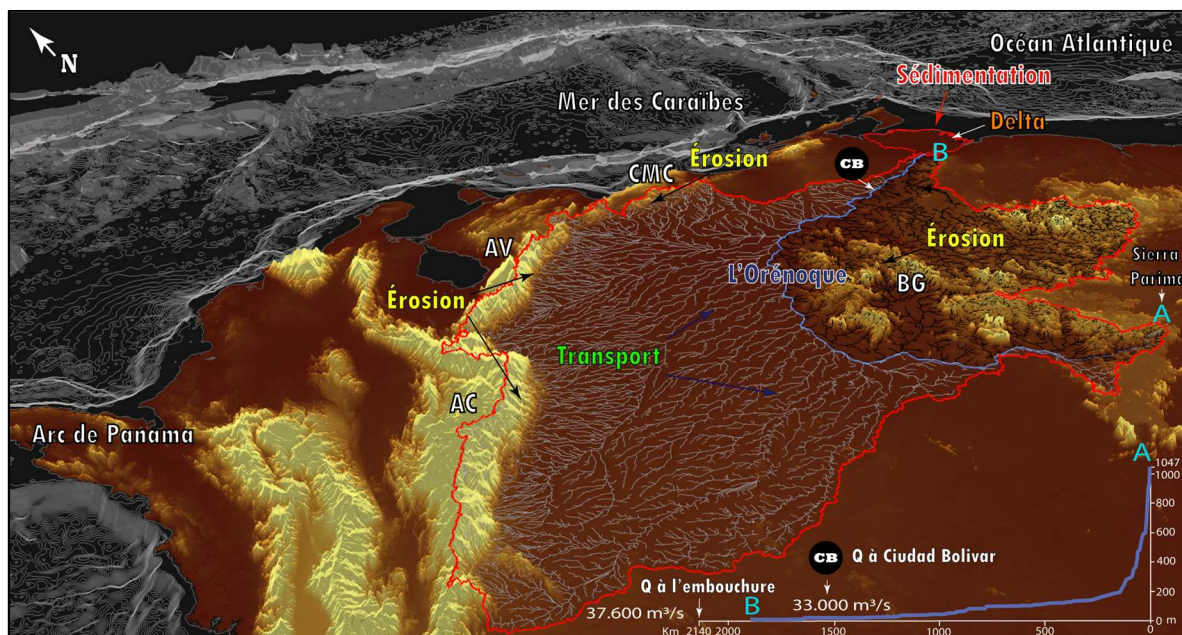 N
Océan Atlantique
Sédimentation
Mer des Caraïbes
Delta
CB
B
Érosion
CMC
AV
Érosion
L'Orénoque
BG
Sierra
Parima
A
Érosion
Transport
AC
Arc de Panama
A
1047
1000
800
600
400
200
0 m
CB Q à Ciudad Bolivar
Q à l'embouchure
B
37.600 m³/s
33.000 m³/s
Km 2140 2000 1500 1000 500 0